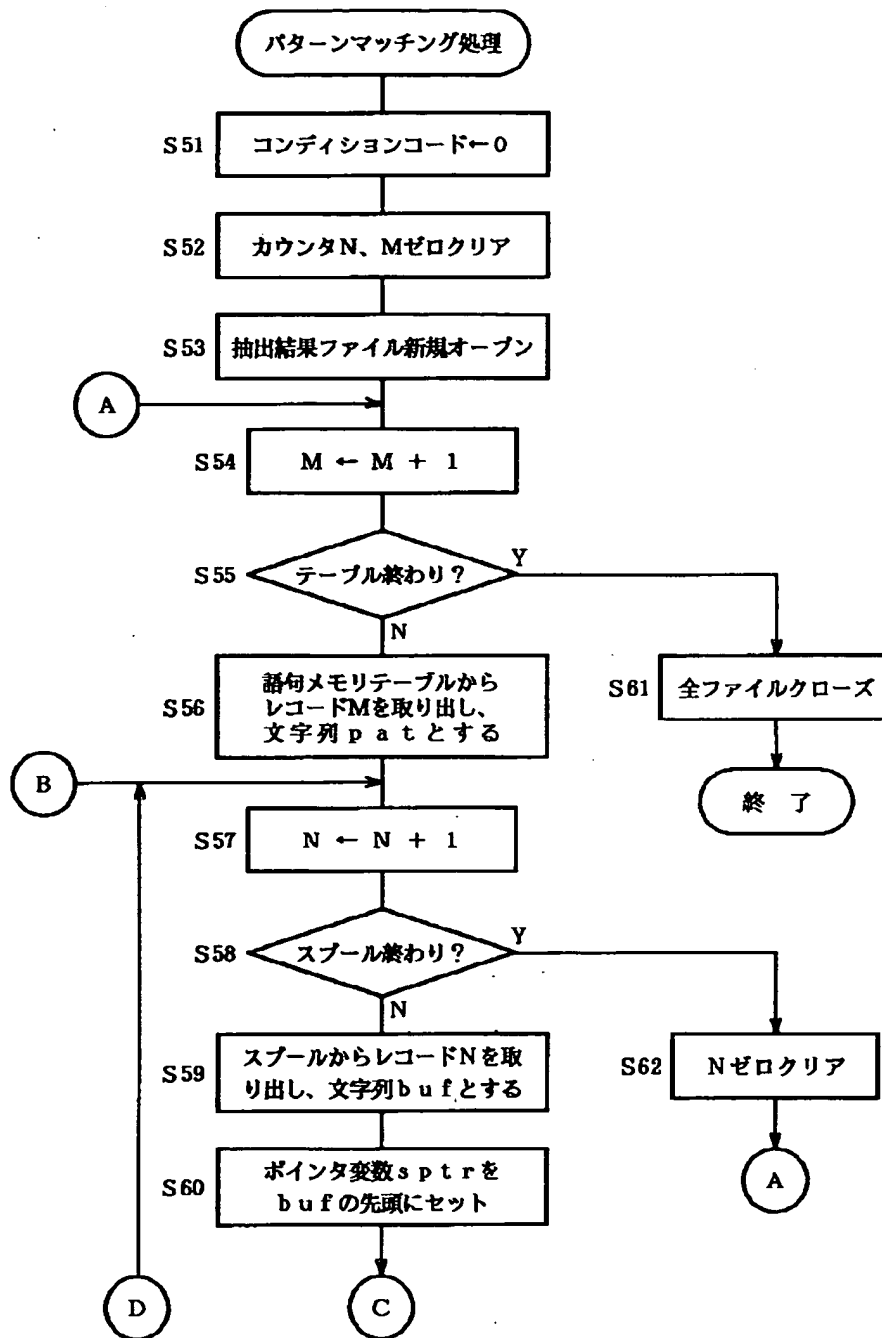 パターンマッチング処理
S51 コンディションコード←0
S52 カウンタN、Mゼロクリア
S53 抽出結果ファイル新規オープン
A
S54 M ← M + 1
S55 テーブル終わり？ Y
N
S56 語句メモリテーブルから
レコードMを取り出し、
文字列patとする
S61 全ファイルクローズ
B
終 了
S57 N ← N + 1
S58 スプール終わり？ Y
N
S59 スプールからレコードNを取
り出し、文字列bufとする
S62 Nゼロクリア
S60 ポインタ変数sptrを
bufの先頭にセット
A
D
C